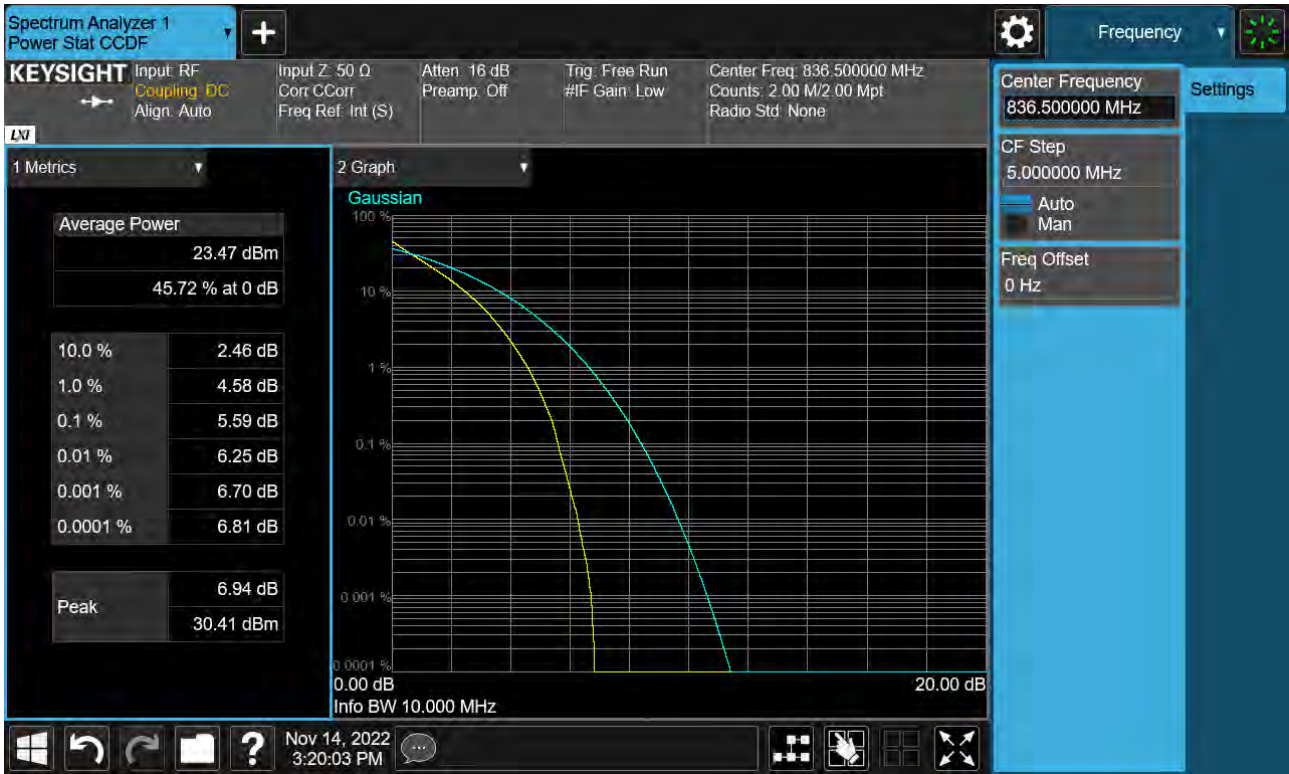 Spectrum Analyzer 1
Power Stat CCDF
Frequency
KEYSIGHT
Input: RF
Coupling: DC
Align: Auto
Input Z: 50 Ω
Corr CCorr
Freq Ref: Int (S)
Atten: 16 dB
Preamp: Off
Trig: Free Run
#IF Gain: Low
Center Freq: 836.500000 MHz
Counts: 2.00 M/2.00 Mpt
Radio Std: None
LXI
Center Frequency
836.500000 MHz
Settings
CF Step
5.000000 MHz
Auto
Man
Freq Offset
0 Hz
1 Metrics
Average Power
23.47 dBm
45.72 % at 0 dB
10.0 % 2.46 dB
1.0 % 4.58 dB
0.1 % 5.59 dB
0.01 % 6.25 dB
0.001 % 6.70 dB
0.0001 % 6.81 dB
Peak
6.94 dB
30.41 dBm
2 Graph
Gaussian
100 %
10 %
1 %
0.1 %
0.01 %
0.001 %
0.0001 %
0.00 dB 20.00 dB
Info BW 10.000 MHz
Nov 14, 2022
3:20:03 PM